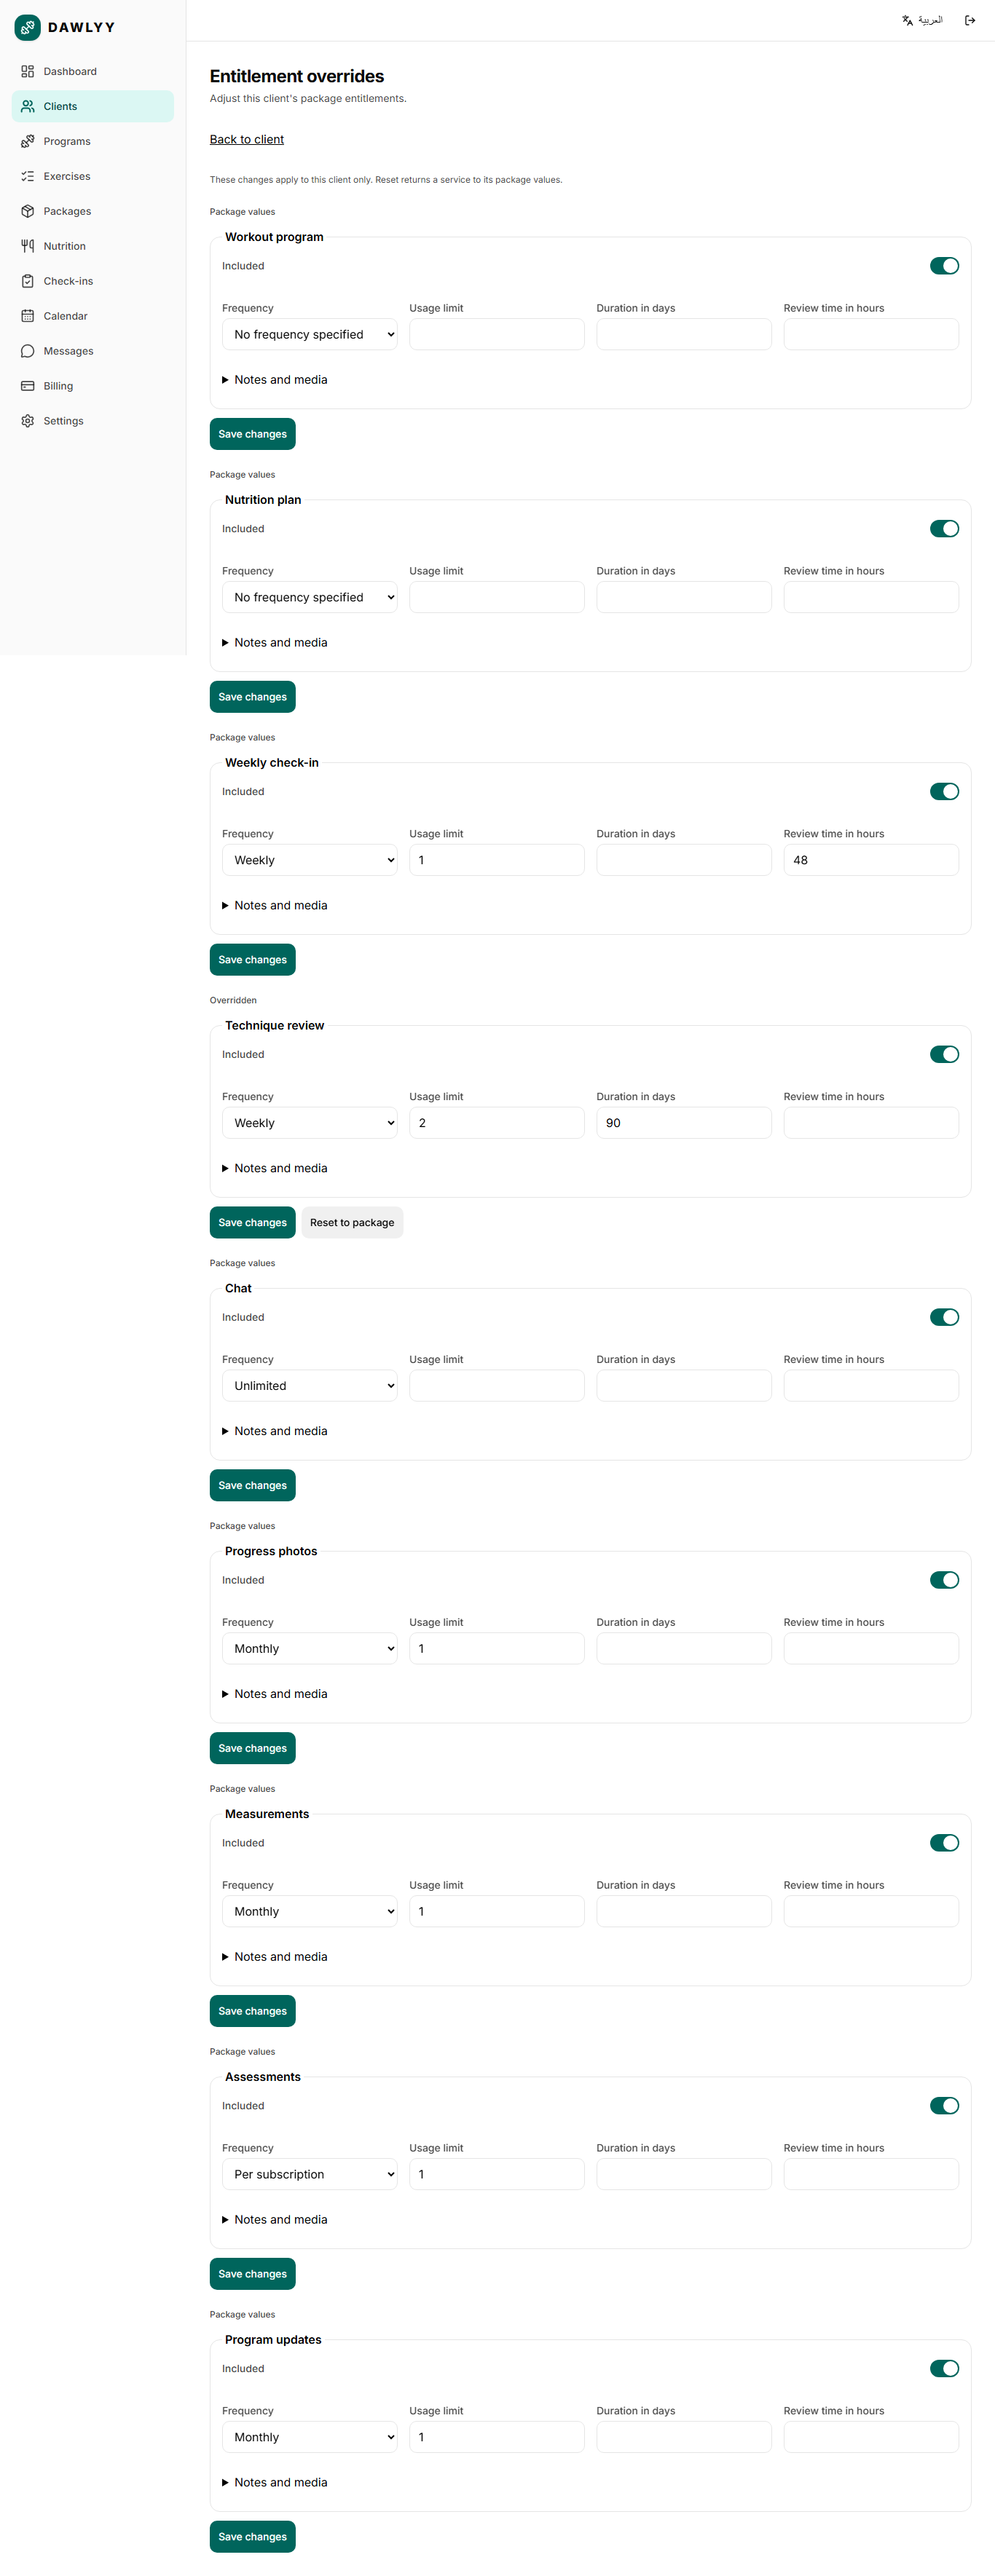 DAWLYY
العربية
Dashboard
Clients
Programs
Exercises
Packages
Nutrition
Check-ins
Calendar
Messages
Billing
Settings
Entitlement overrides
Adjust this client's package entitlements.
Back to client
These changes apply to this client only. Reset returns a service to its package values.
Package values
Workout program
Included
Frequency Usage limit Duration in days Review time in hours
No frequency specified
Notes and media
Save changes
Package values
Nutrition plan
Included
Frequency Usage limit Duration in days Review time in hours
No frequency specified
Notes and media
Save changes
Package values
Weekly check-in
Included
Frequency Usage limit Duration in days Review time in hours
Weekly 1 48
Notes and media
Save changes
Overridden
Technique review
Included
Frequency Usage limit Duration in days Review time in hours
Weekly 2 90
Notes and media
Save changes Reset to package
Package values
Chat
Included
Frequency Usage limit Duration in days Review time in hours
Unlimited
Notes and media
Save changes
Package values
Progress photos
Included
Frequency Usage limit Duration in days Review time in hours
Monthly 1
Notes and media
Save changes
Package values
Measurements
Included
Frequency Usage limit Duration in days Review time in hours
Monthly 1
Notes and media
Save changes
Package values
Assessments
Included
Frequency Usage limit Duration in days Review time in hours
Per subscription 1
Notes and media
Save changes
Package values
Program updates
Included
Frequency Usage limit Duration in days Review time in hours
Monthly 1
Notes and media
Save changes